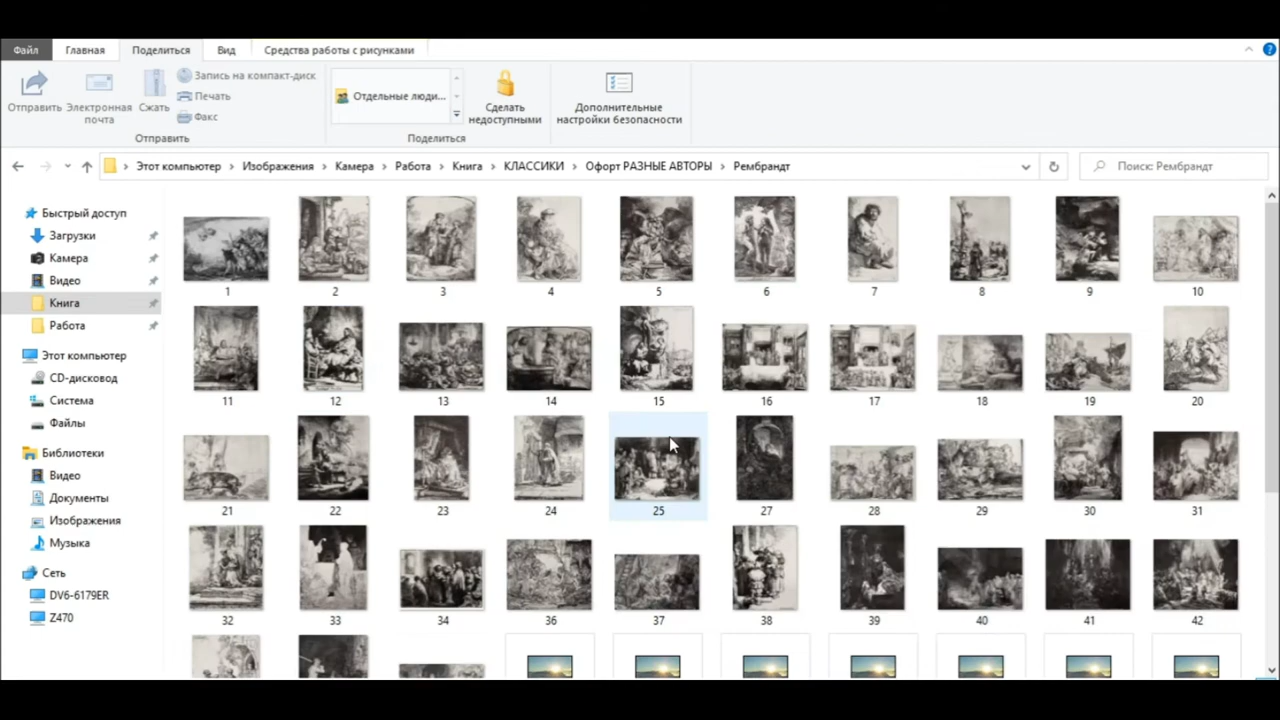 Файл Главная Поделиться Вид Средства работы с рисунками
Отправить Электронная почта Сжать Запись на компакт-диск Печать Факс Отдельные люди... Сделать недоступными Дополнительные настройки безопасности
Отправить Поделиться
Этот компьютер Изображения Камера Работа Книга КЛАССИКИ Офорт РАЗНЫЕ АВТОРЫ Рембрандт Поиск: Рембрандт
Быстрый доступ
Загрузки
Камера
Видео
Книга
Работа
Этот компьютер
CD-дисковод
Система
Файлы
Библиотеки
Видео
Документы
Изображения
Музыка
Сеть
DV6-6179ER
Z470
1 2 3 4 5 6 7 8 9 10
11 12 13 14 15 16 17 18 19 20
21 22 23 24 25 27 28 29 30 31
32 33 34 36 37 38 39 40 41 42